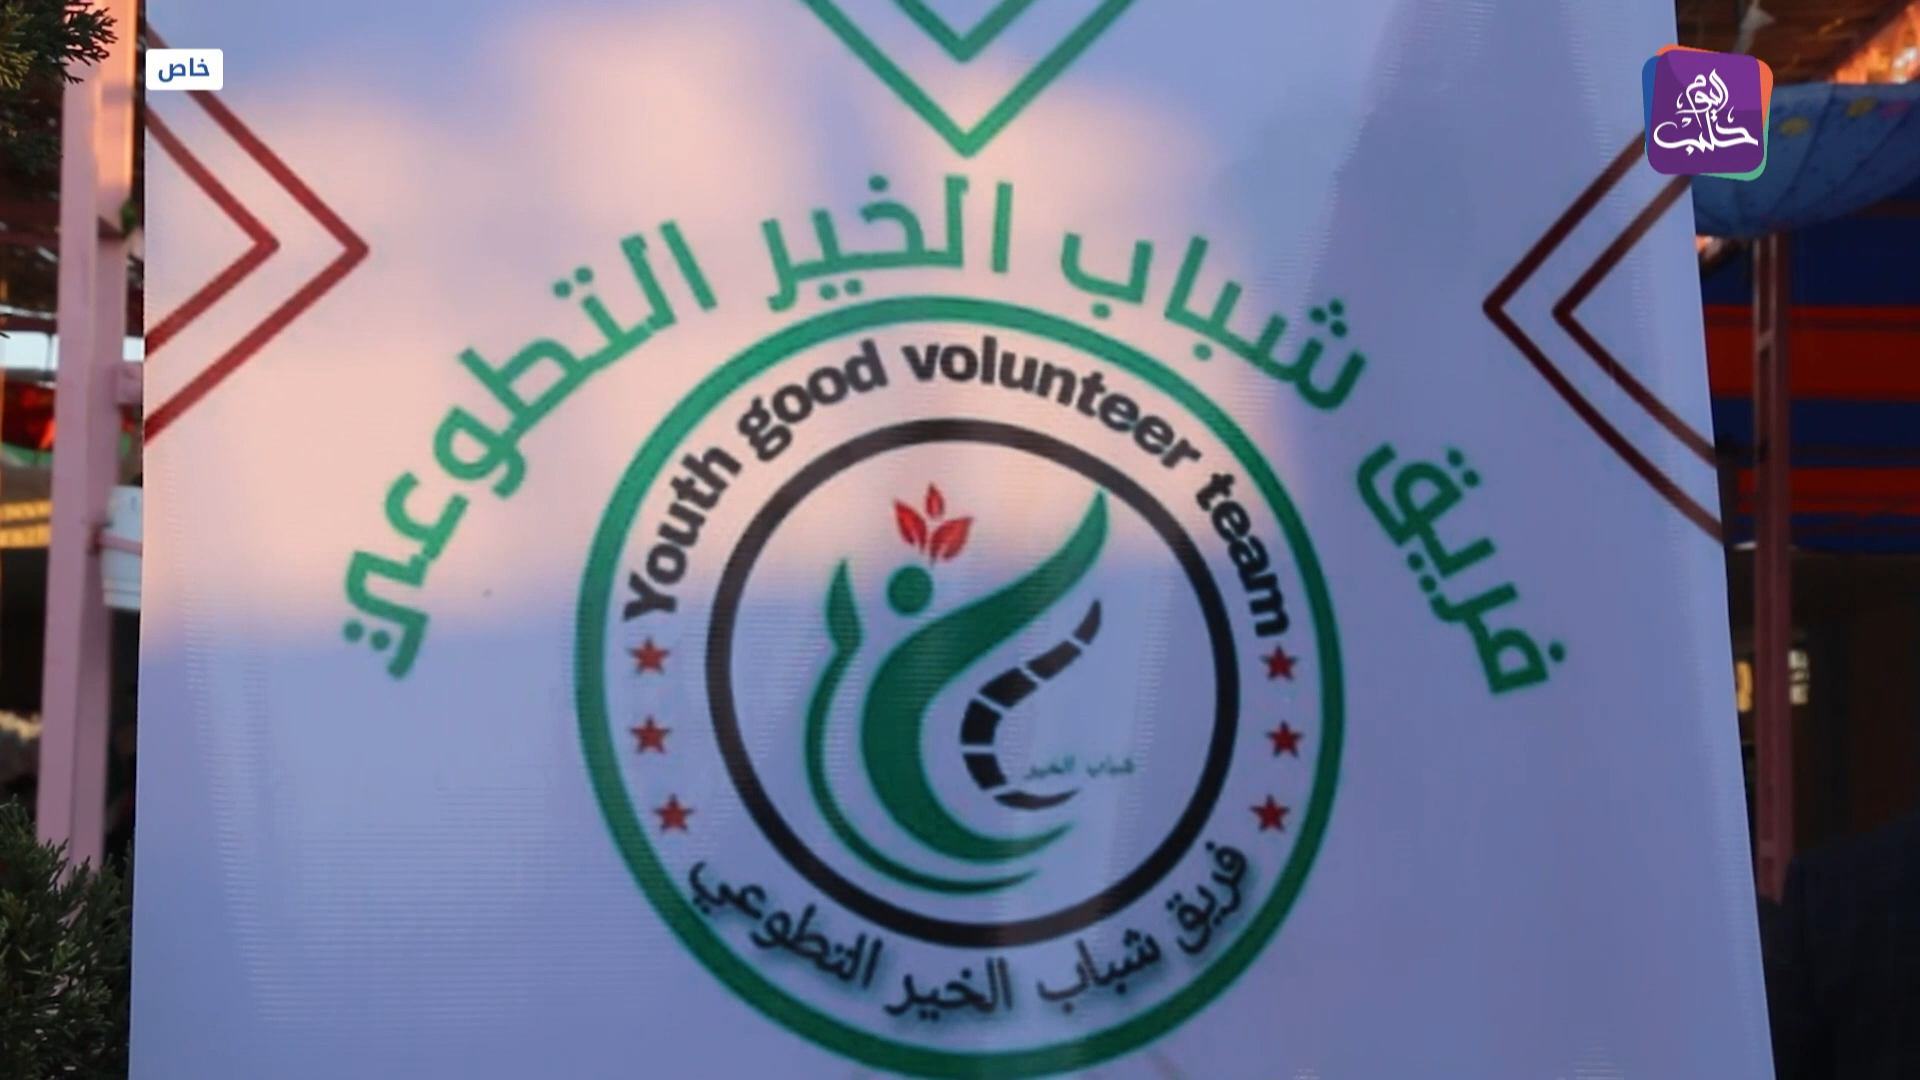 خاص
حلب اليوم
فريق شباب الخير التطوعي
Youth good volunteer team
شباب الخير
فريق شباب الخير التطوعي